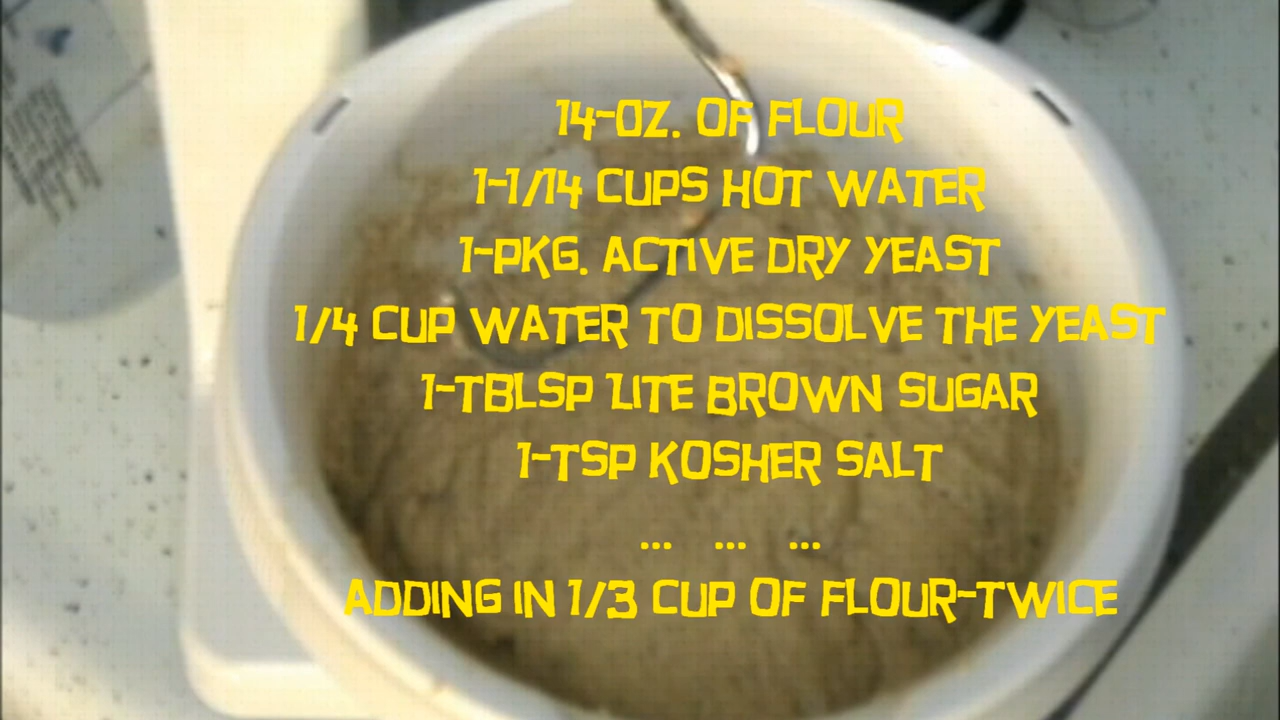 14-OZ. OF FLOUR
1-1/14 CUPS HOT WATER
1-PKG. ACTIVE DRY YEAST
1/4 CUP WATER TO DISSOLVE THE YEAST
1-TBLSP LITE BROWN SUGAR
1-TSP KOSHER SALT
... ... ...
ADDING IN 1/3 CUP OF FLOUR-TWICE